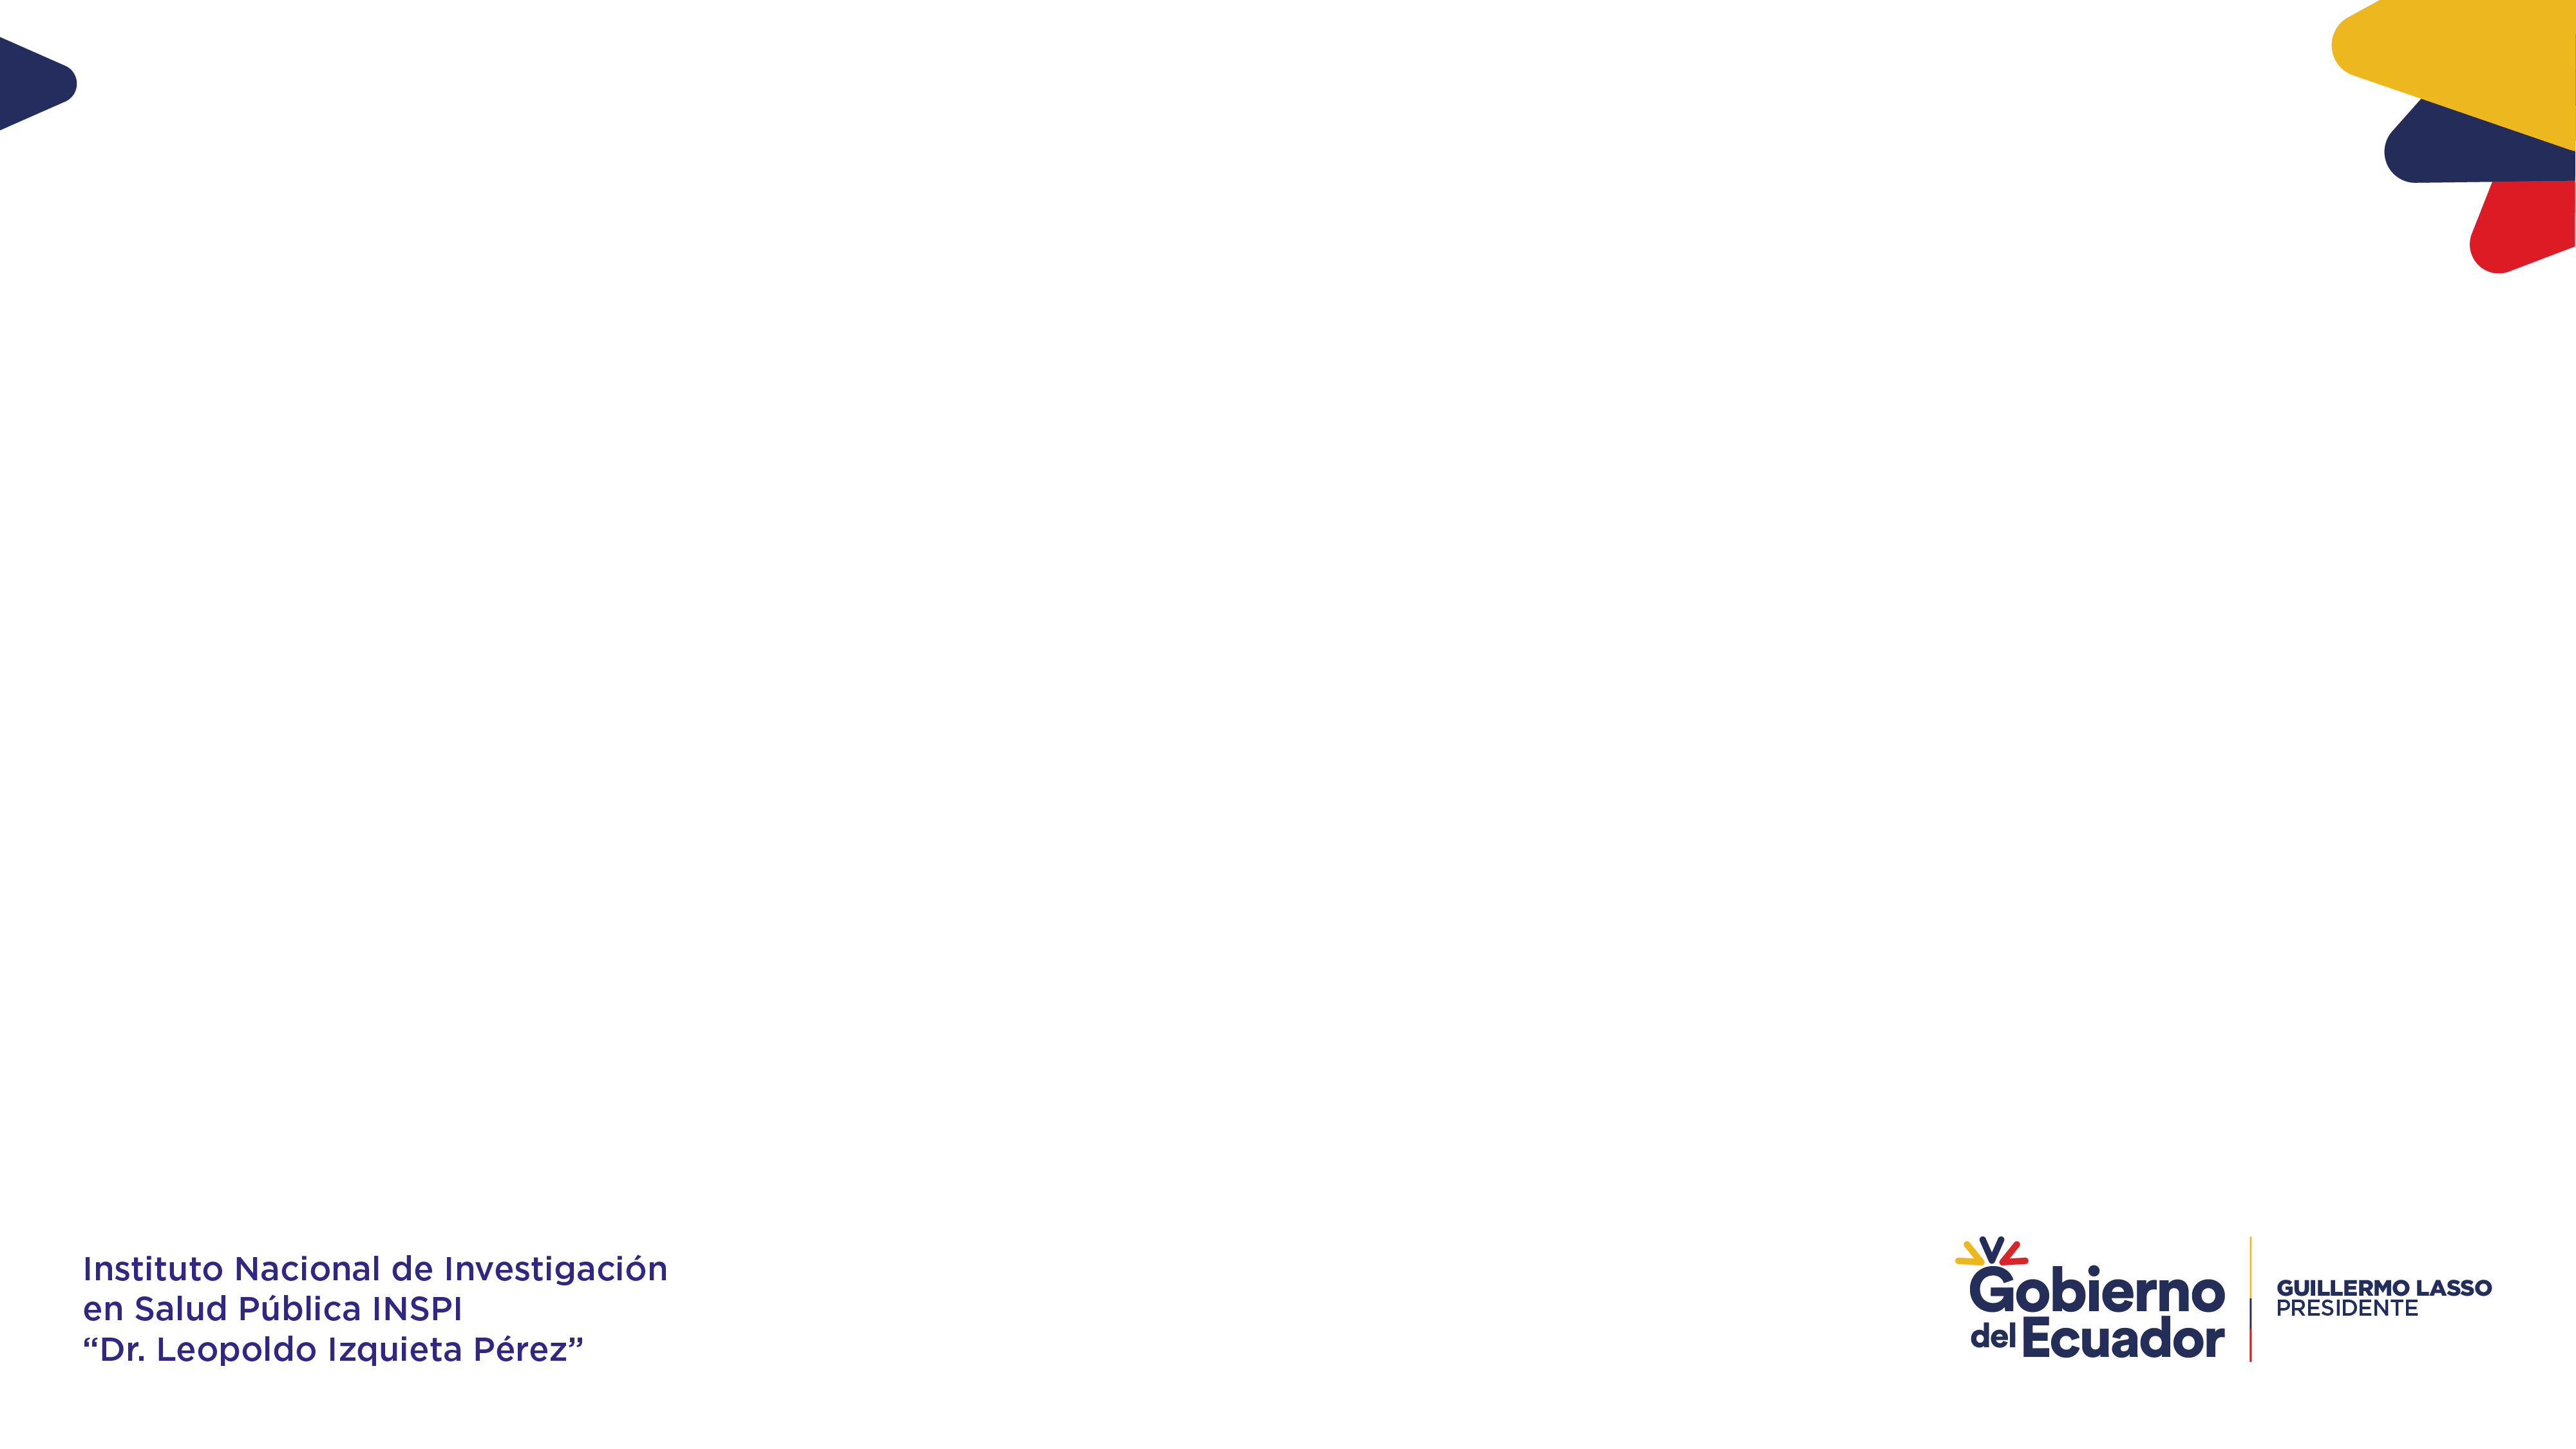 Instituto Nacional de Investigación
en Salud Pública INSPI
“Dr. Leopoldo Izquieta Pérez”
Gobierno
del Ecuador
GUILLERMO LASSO
PRESIDENTE